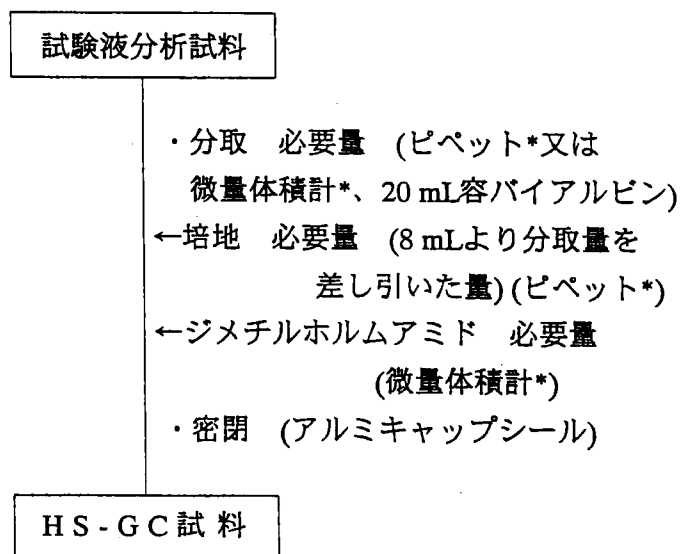 試験液分析試料
・分取 必要量 (ピペット*又は
微量体積計*、20 mL容バイアルビン)
←培地 必要量 (8 mLより分取量を
差し引いた量) (ピペット*)
←ジメチルホルムアミド 必要量
(微量体積計*)
・密閉 (アルミキャップシール)
HS-GC試料